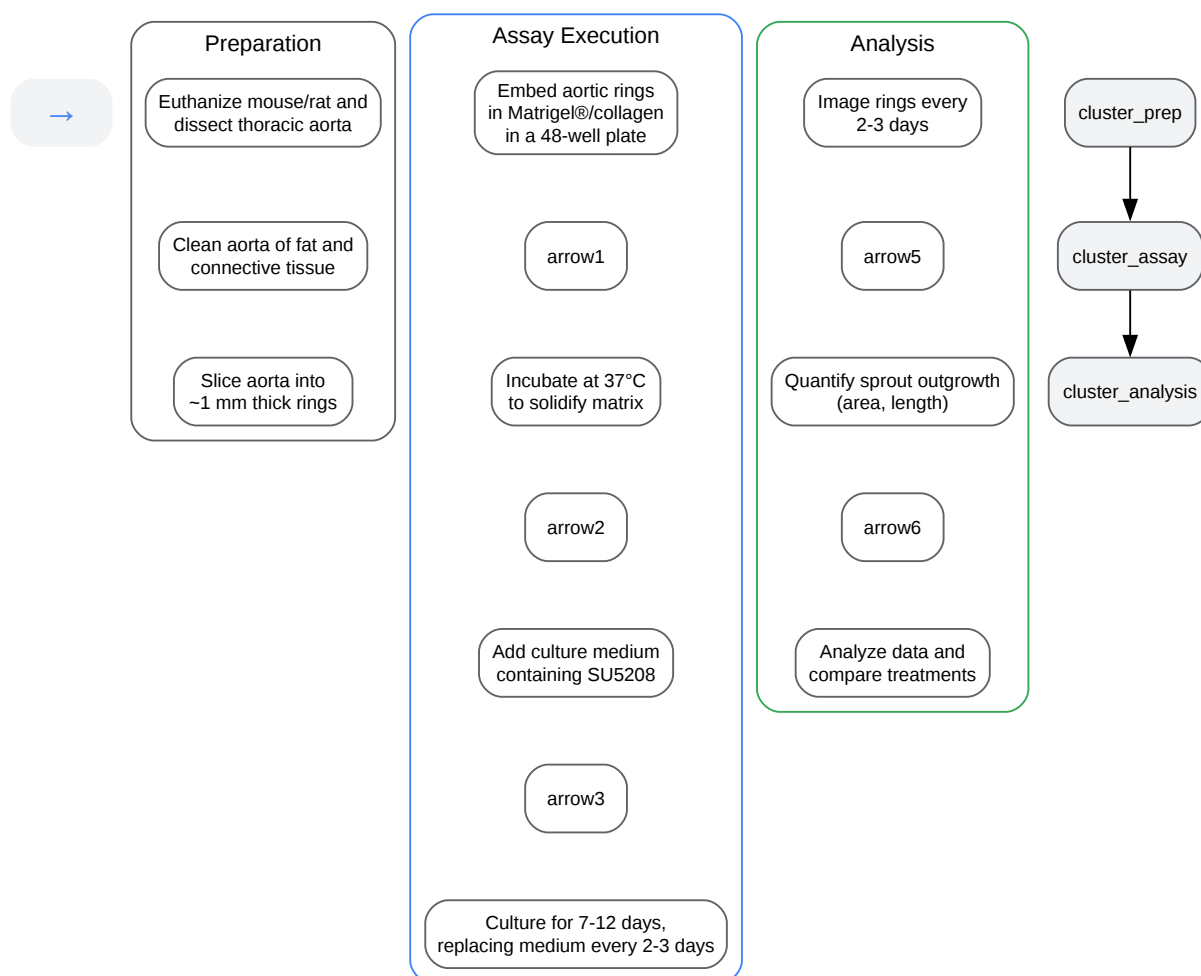 →
Preparation
Euthanize mouse/rat and
dissect thoracic aorta
Clean aorta of fat and
connective tissue
Slice aorta into
~1 mm thick rings
Assay Execution
Embed aortic rings
in Matrigel®/collagen
in a 48-well plate
arrow1
Incubate at 37°C
to solidify matrix
arrow2
Add culture medium
containing SU5208
arrow3
Culture for 7-12 days,
replacing medium every 2-3 days
Analysis
Image rings every
2-3 days
arrow5
Quantify sprout outgrowth
(area, length)
arrow6
Analyze data and
compare treatments
cluster_prep
cluster_assay
cluster_analysis